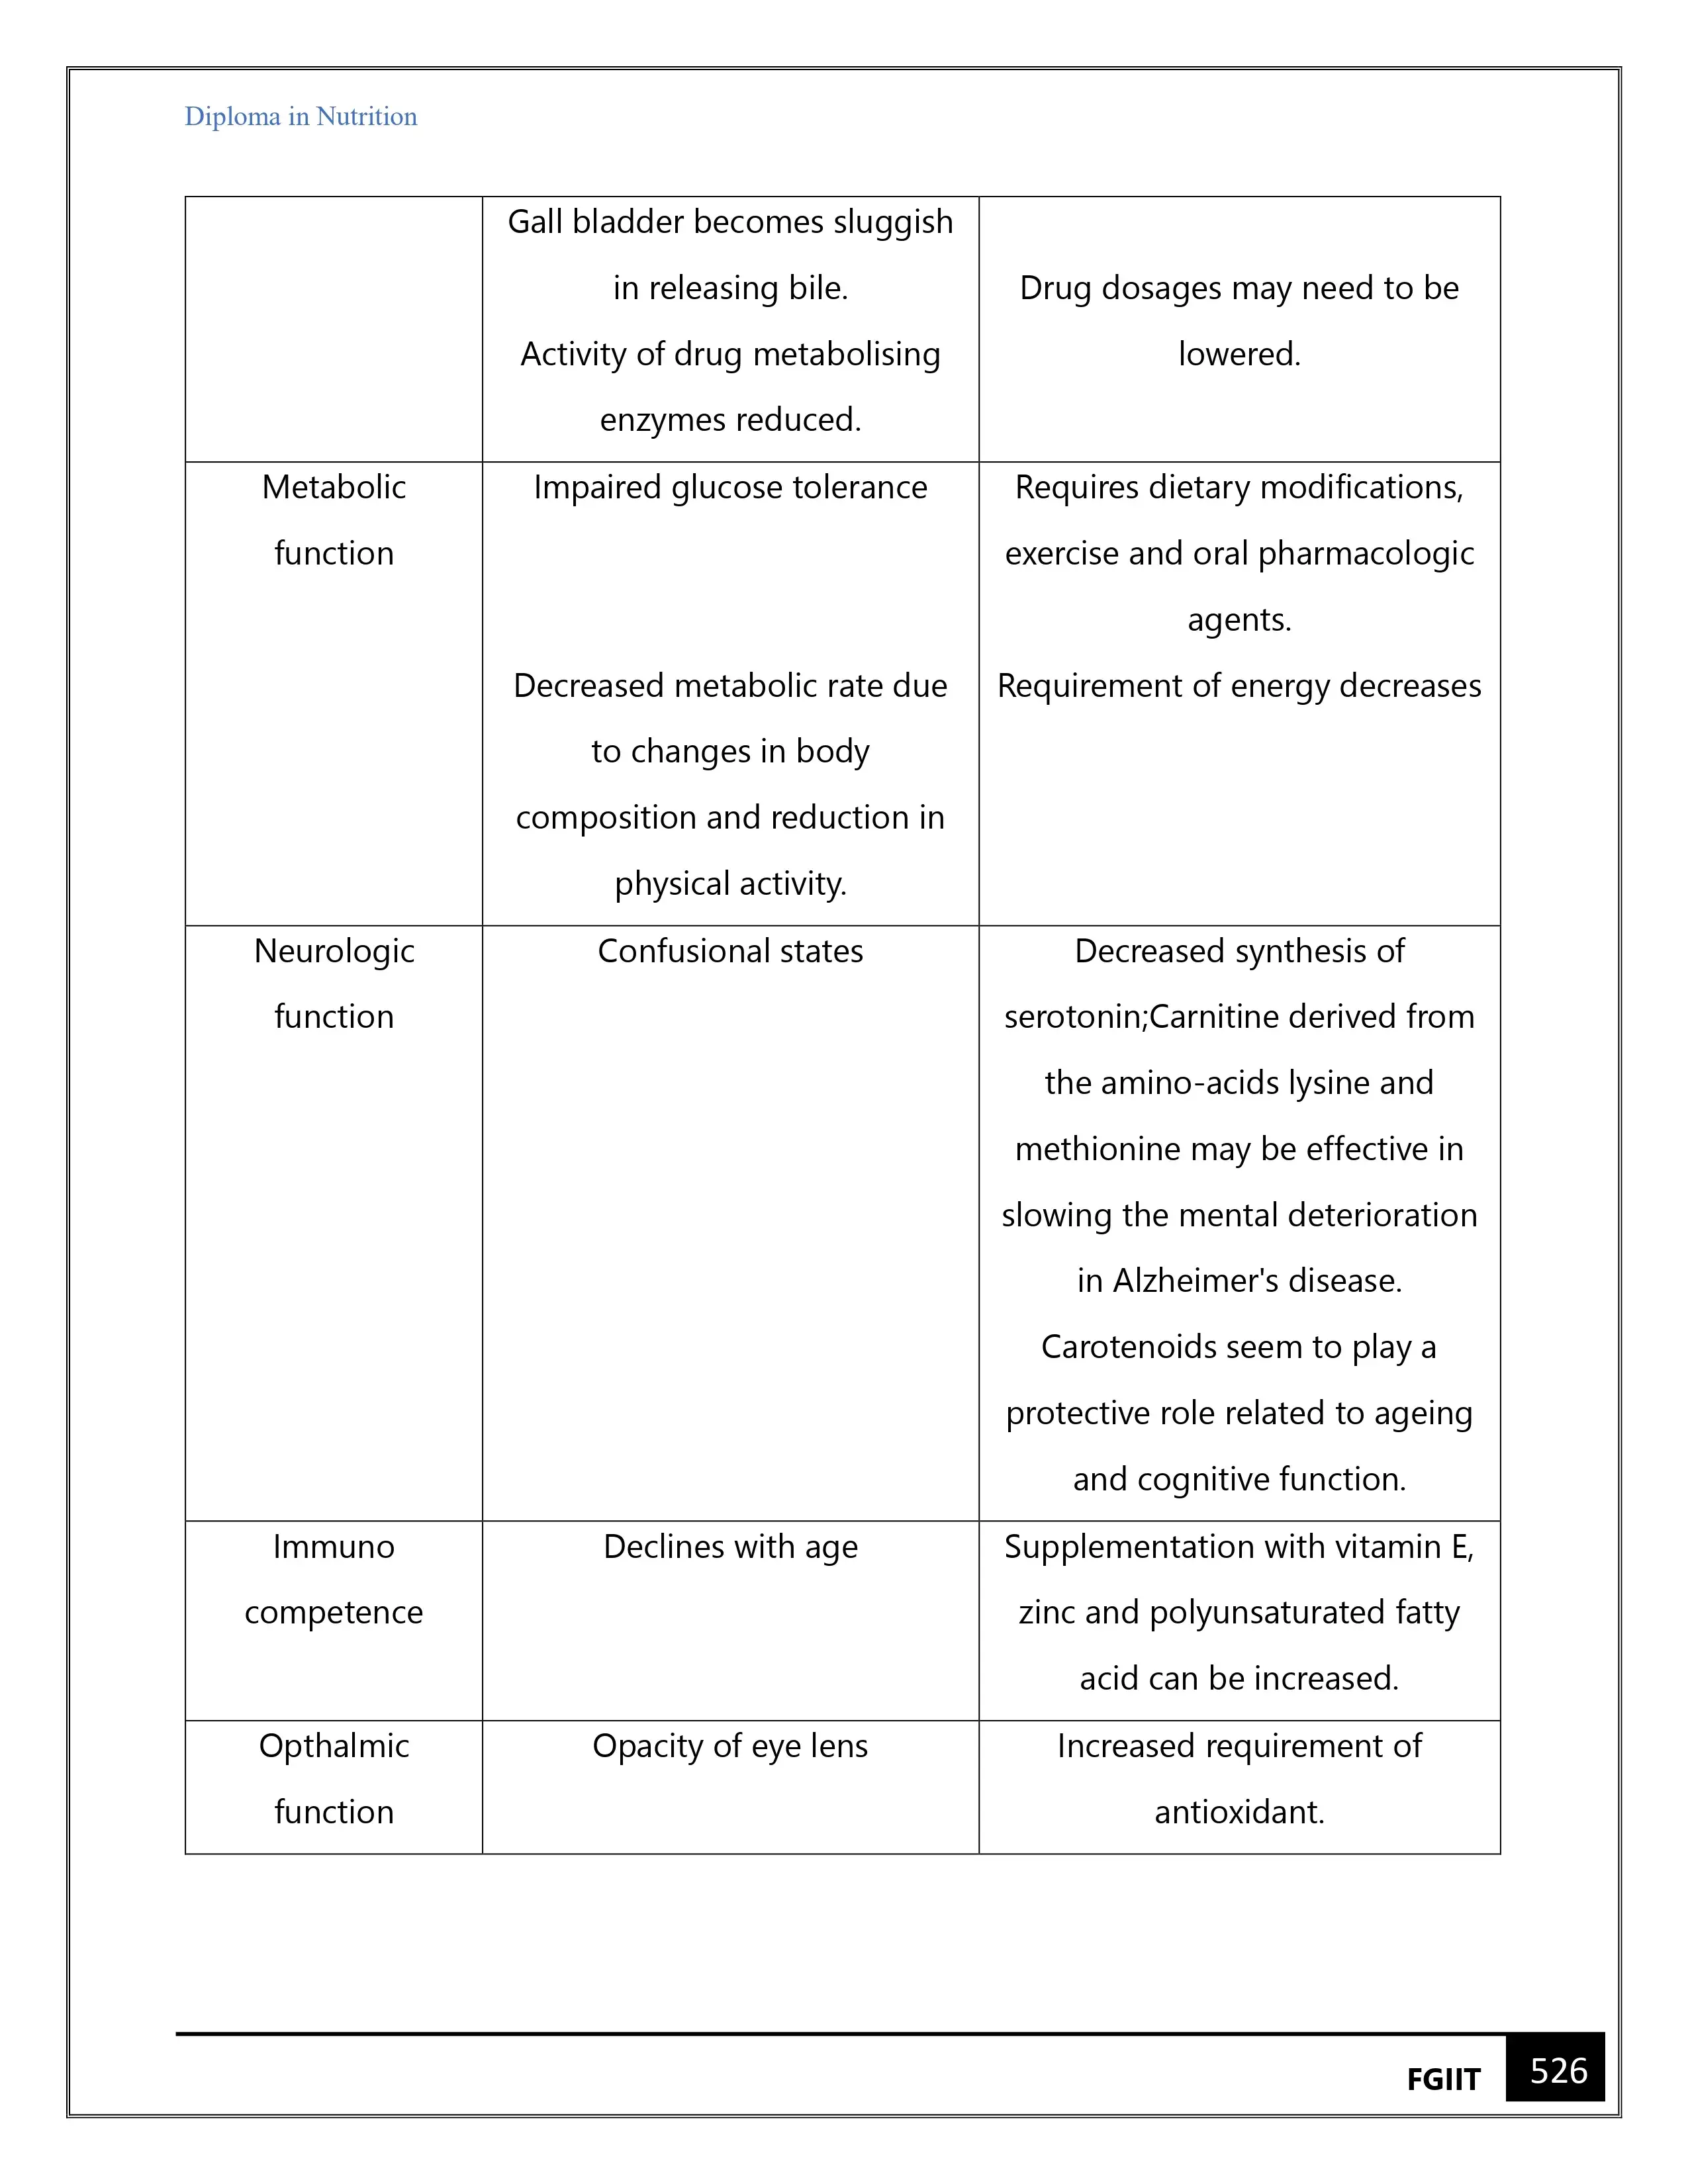 Diploma in Nutrition
Gall bladder becomes sluggish
in releasing bile.
Activity of drug metabolising
enzymes reduced.
Drug dosages may need to be
lowered.
Metabolic
function
Impaired glucose tolerance
Decreased metabolic rate due
to changes in body
composition and reduction in
physical activity.
Requires dietary modifications,
exercise and oral pharmacologic
agents.
Requirement of energy decreases
Neurologic
function
Confusional states
Decreased synthesis of
serotonin;Carnitine derived from
the amino-acids lysine and
methionine may be effective in
slowing the mental deterioration
in Alzheimer's disease.
Carotenoids seem to play a
protective role related to ageing
and cognitive function.
Immuno
competence
Declines with age
Supplementation with vitamin E,
zinc and polyunsaturated fatty
acid can be increased.
Opthalmic
function
Opacity of eye lens
Increased requirement of
antioxidant.
FGIIT 526